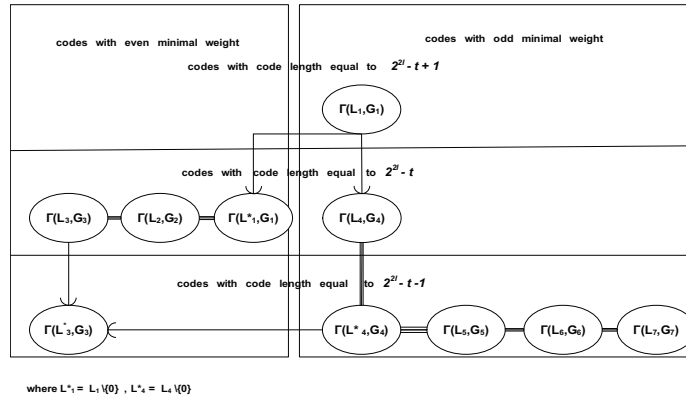 codes with even minimal weight
codes with odd minimal weight
codes with code length equal to 2^{2l} - t + 1
Γ(L₁,G₁)
codes with code length equal to 2^{2l} - t
Γ(L₃,G₃) Γ(L₂,G₂) Γ(L*₁,G₁) Γ(L₄,G₄)
codes with code length equal to 2^{2l} - t -1
Γ(L*₃,G₃) Γ(L*₄,G₄) Γ(L₅,G₅) Γ(L₆,G₆) Γ(L₇,G₇)
where L*₁ = L₁ \{0} , L*₄ = L₄ \{0}